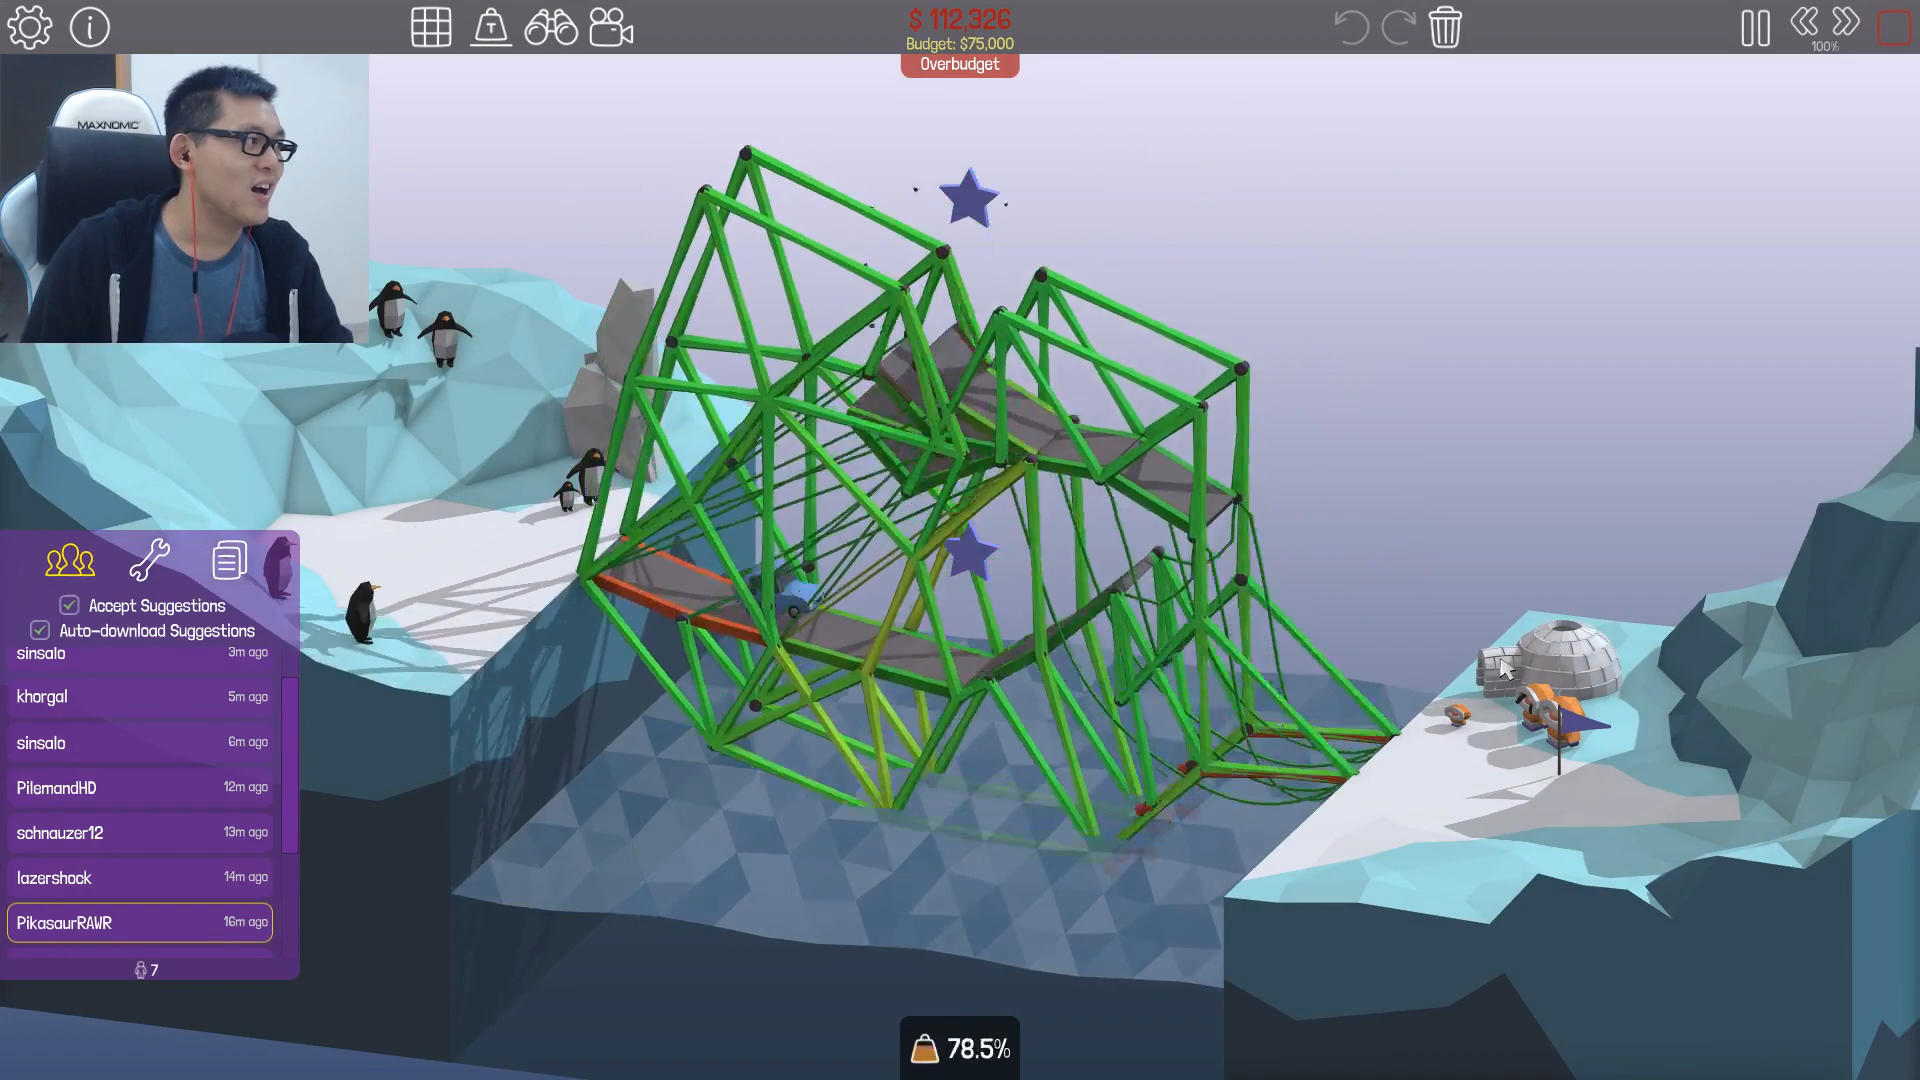 $ 112,326
Budget: $75,000
Overbudget
100%
MAXNOMIC
Accept Suggestions
Auto-download Suggestions
sinsalo 3m ago
khorgal 5m ago
sinsalo 6m ago
PilemandHD 12m ago
schnauzer12 13m ago
lazershock 14m ago
PikasaurRAWR 16m ago
7
78.5%